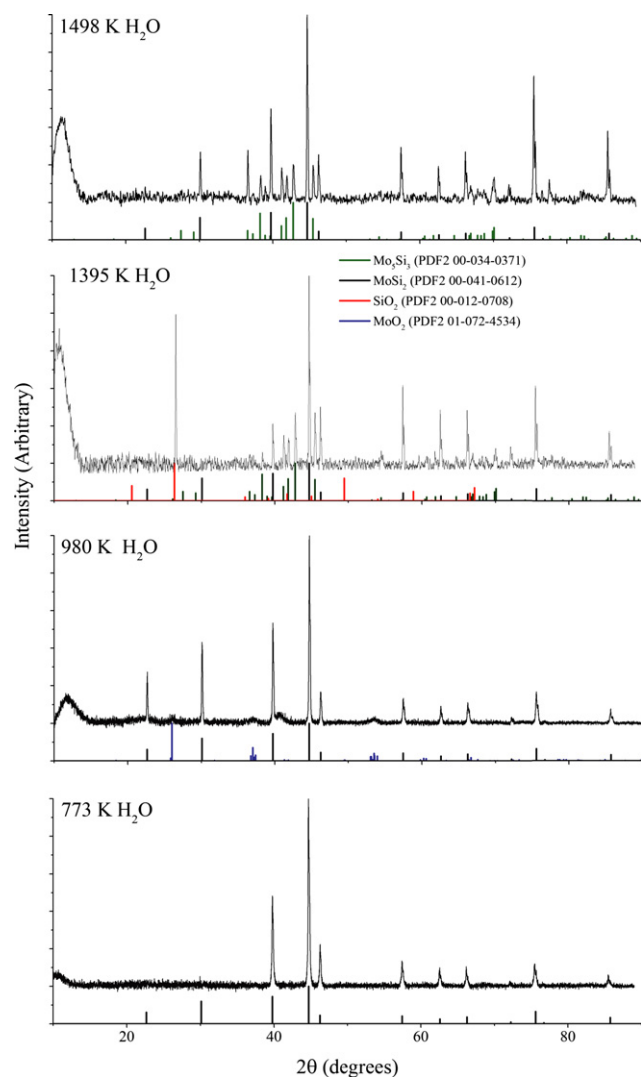 1498 K H₂O
Mo₅Si₃ (PDF2 00-034-0371)
MoSi₂ (PDF2 00-041-0612)
SiO₂ (PDF2 00-012-0708)
MoO₂ (PDF 01-072-4534)
1395 K H₂O
Intensity (Arbitrary)
980 K H₂O
773 K H₂O
20 40 60 80
2θ (degrees)